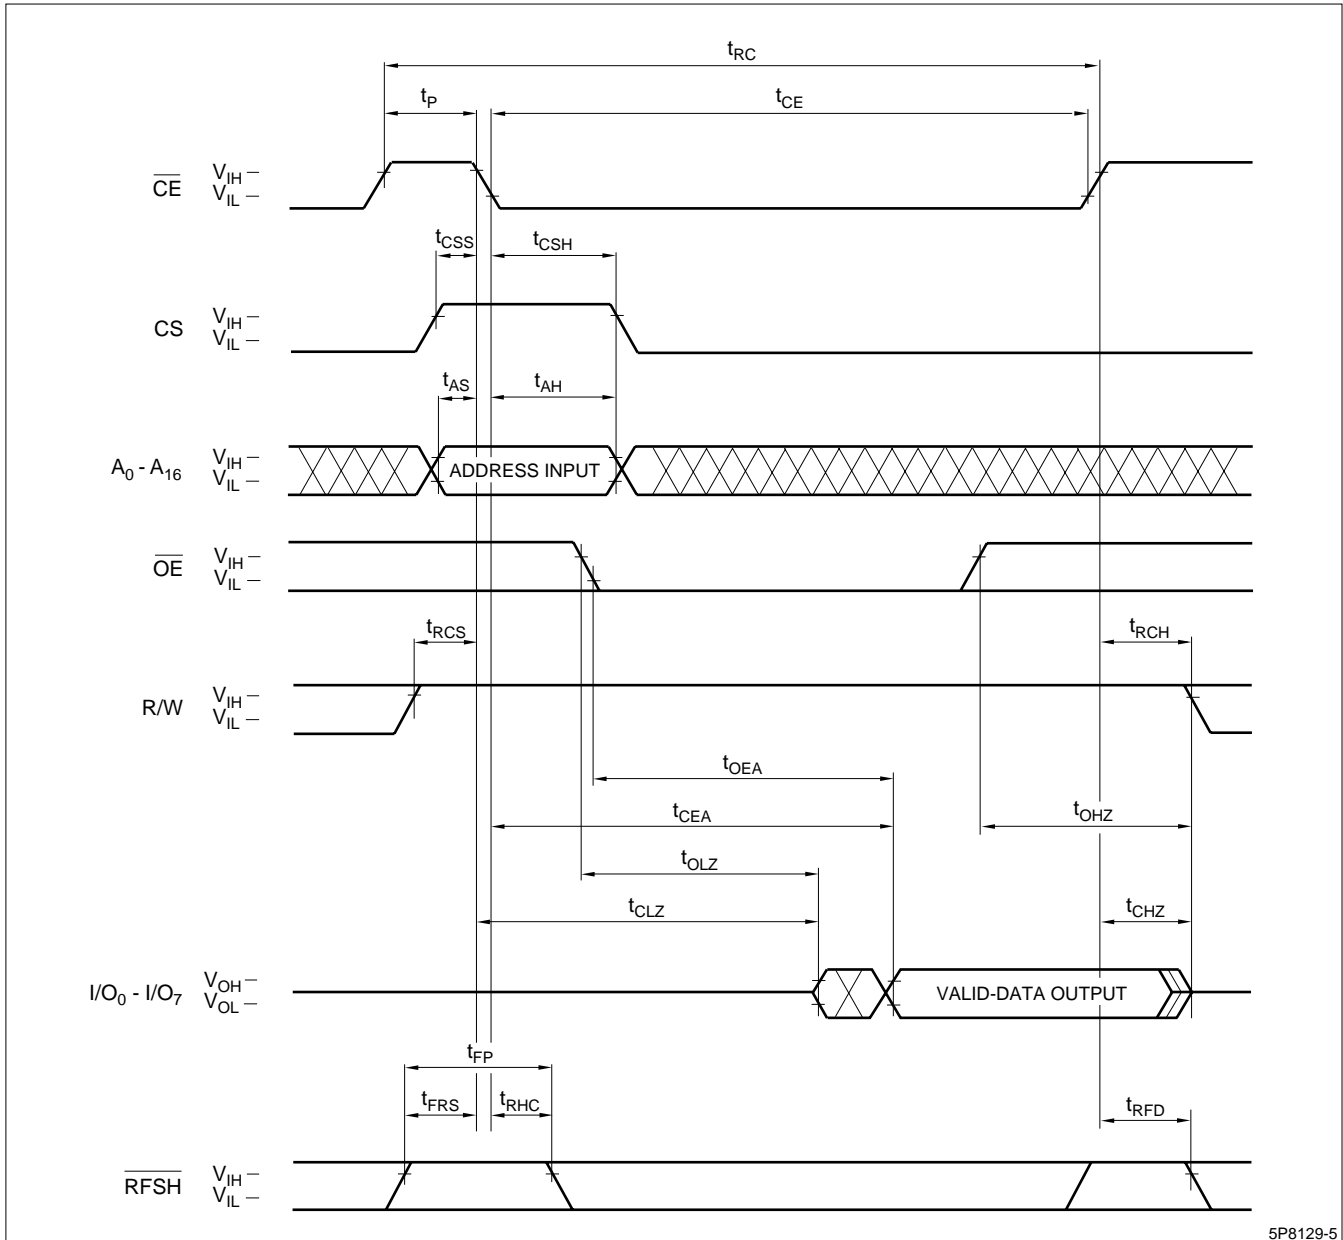 tRC
tP
tCE
CE
VIH
VIL
tCSS
tCSH
CS
VIH
VIL
tAS
tAH
A0 - A16
VIH
VIL
ADDRESS INPUT
OE
VIH
VIL
tRCS
tRCH
R/W
VIH
VIL
tOEA
tCEA
tOHZ
tOLZ
tCLZ
tCHZ
I/O0 - I/O7
VOH
VOL
VALID-DATA OUTPUT
tFP
tFRS
tRHC
tRFD
RFSH
VIH
VIL
5P8129-5